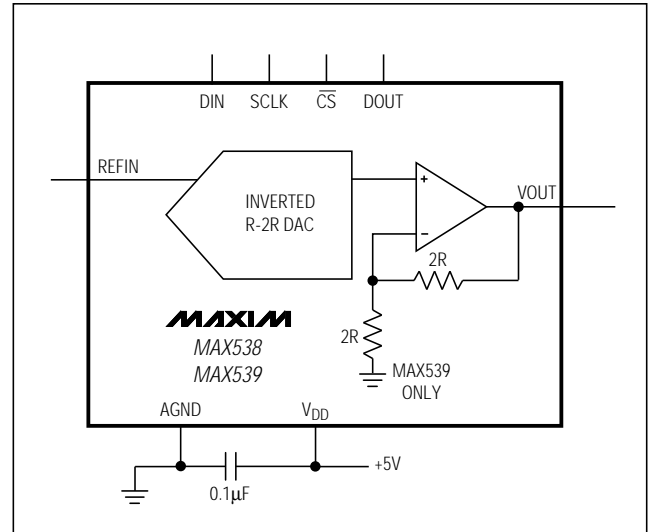 DIN SCLK CS DOUT
REFIN
INVERTED
R-2R DAC
+
−
VOUT
2R
2R
MAXIM
MAX538
MAX539
MAX539
ONLY
AGND
VDD
+5V
0.1µF